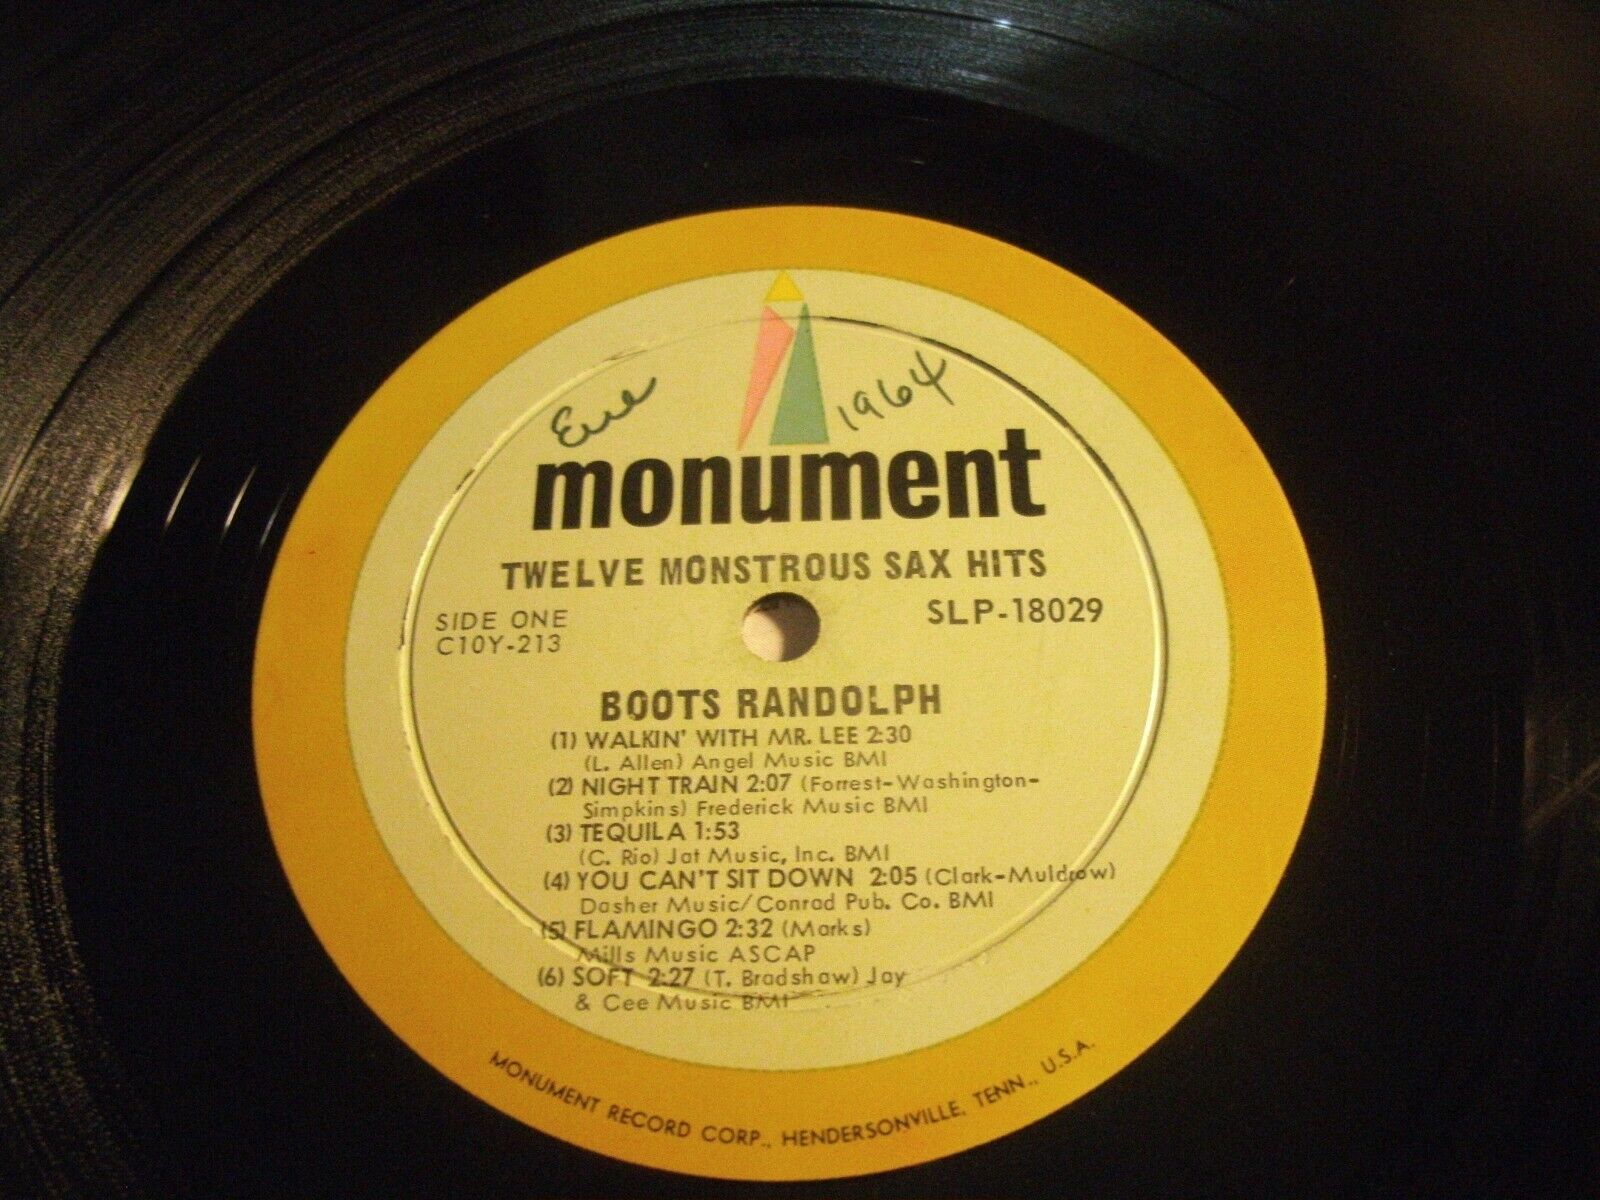 Eve 1964
monument
TWELVE MONSTROUS SAX HITS
SIDE ONE
C10Y-213
SLP-18029
BOOTS RANDOLPH
(1) WALKIN' WITH MR. LEE 2:30
(L. Allen) Angel Music BMI
(2) NIGHT TRAIN 2:07 (Forrest-Washington-
Simpkins) Frederick Music BMI
(3) TEQUILA 1:53
(C. Rio) Jat Music, Inc. BMI
(4) YOU CAN'T SIT DOWN 2:05 (Clark-Muldrow)
Dasher Music/Conrad Pub. Co. BMI
(5) FLAMINGO 2:32 (Marks)
Mills Music ASCAP
(6) SOFT 2:27 (T. Bradshaw) Jay
& Cee Music BMI
MONUMENT RECORD CORP., HENDERSONVILLE, TENN., U.S.A.